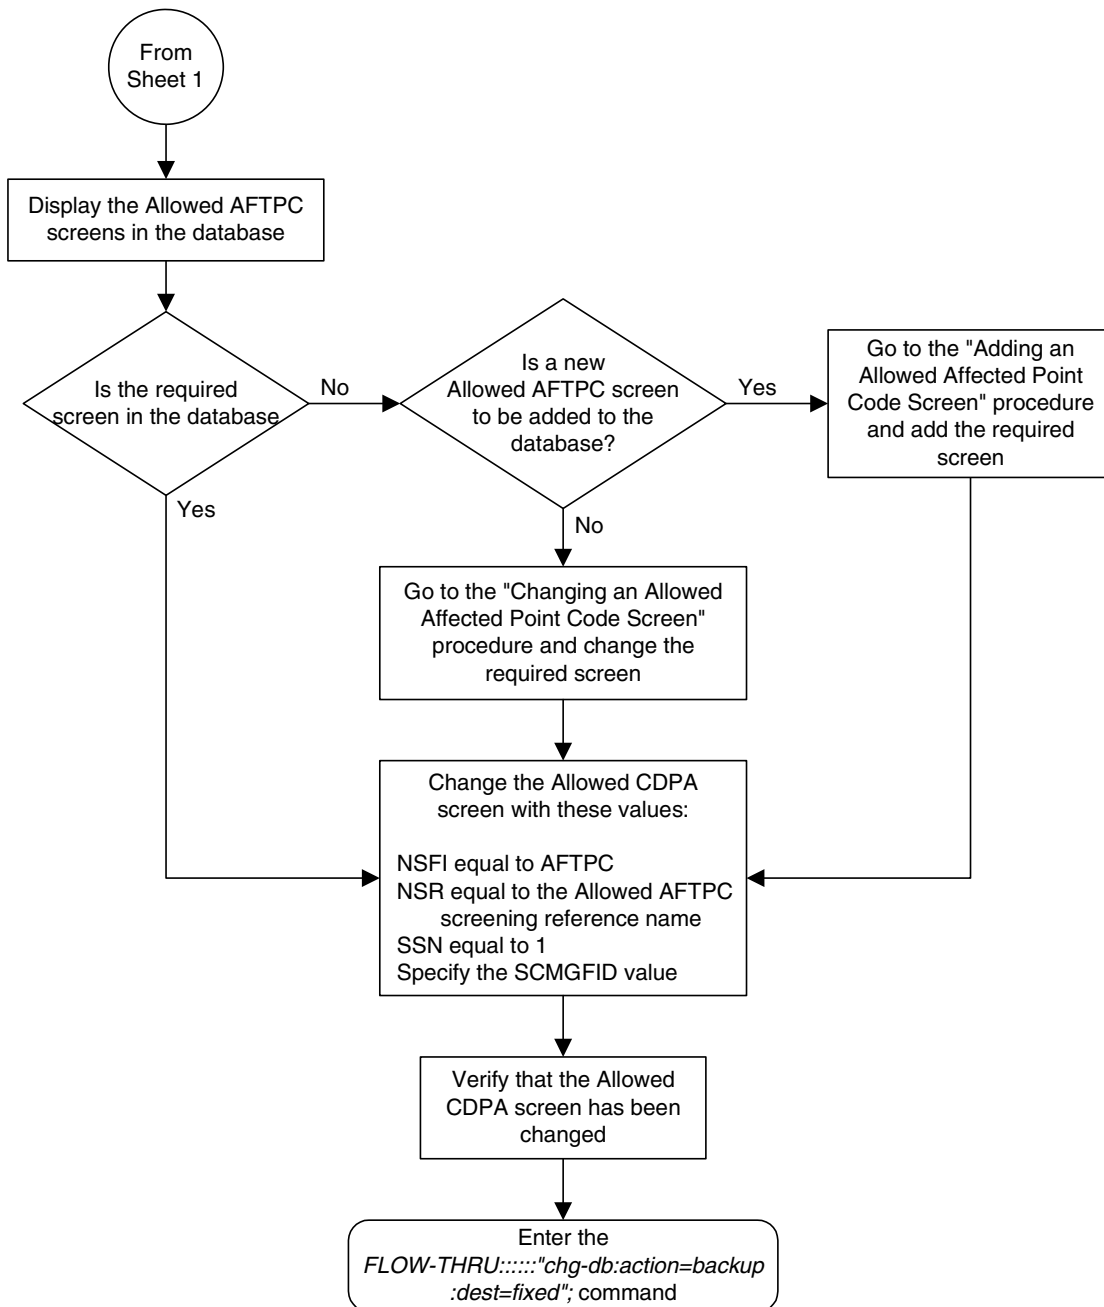 From
Sheet 1
Display the Allowed AFTPC
screens in the database
Is the required
screen in the database
No
Is a new
Allowed AFTPC screen
to be added to the
database?
Yes
Go to the "Adding an
Allowed Affected Point
Code Screen" procedure
and add the required
screen
Yes
No
Go to the "Changing an Allowed
Affected Point Code Screen"
procedure and change the
required screen
Change the Allowed CDPA
screen with these values:
NSFI equal to AFTPC
NSR equal to the Allowed AFTPC
screening reference name
SSN equal to 1
Specify the SCMGFID value
Verify that the Allowed
CDPA screen has been
changed
Enter the
FLOW-THRU::::::"chg-db:action=backup
:dest=fixed"; command